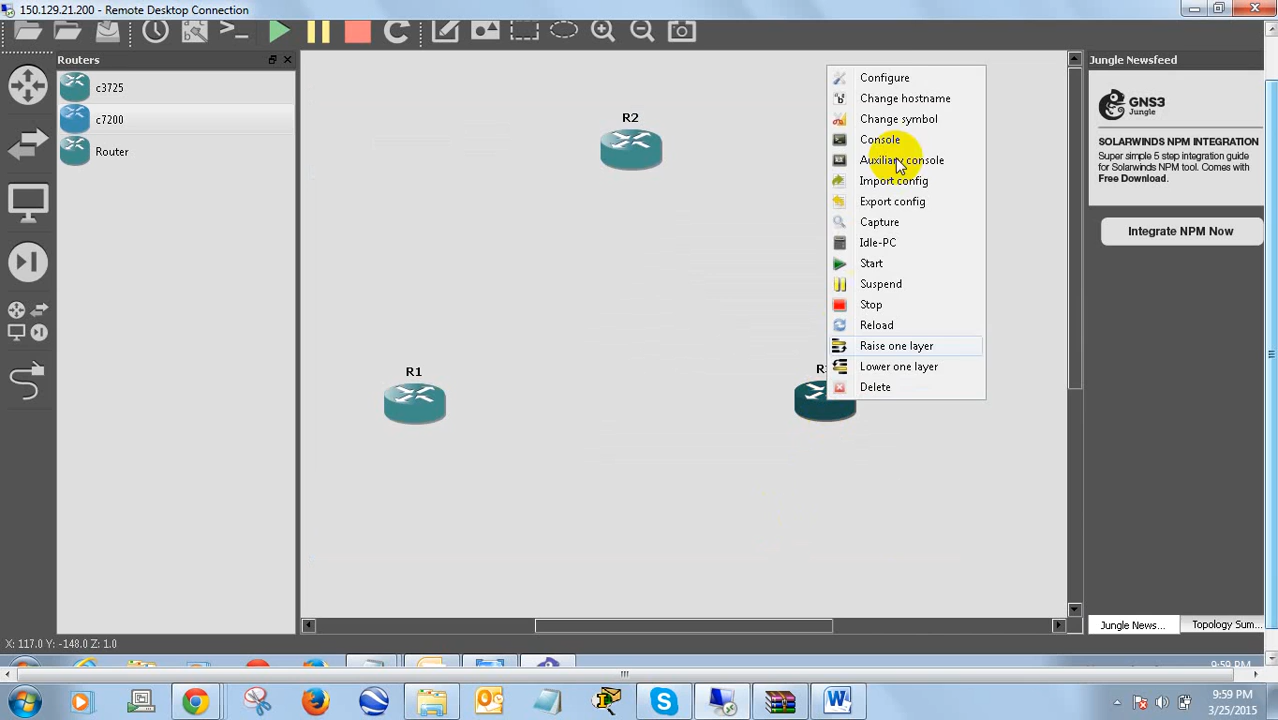 150.129.21.200 - Remote Desktop Connection
Routers
c3725
c7200
Router
R2
R1
Configure
Change hostname
Change symbol
Console
Auxiliary console
Import config
Export config
Capture
Idle-PC
Start
Suspend
Stop
Reload
Raise one layer
Lower one layer
Delete
Jungle Newsfeed
GNS3
Jungle
SOLARWINDS NPM INTEGRATION
Super simple 5 step integration guide
for Solarwinds NPM tool. Comes with
Free Download.
Integrate NPM Now
Jungle News...
Topology Sum...
X: 117.0 Y: -148.0 Z: 1.0
9:59 PM
9:59 PM
3/25/2015